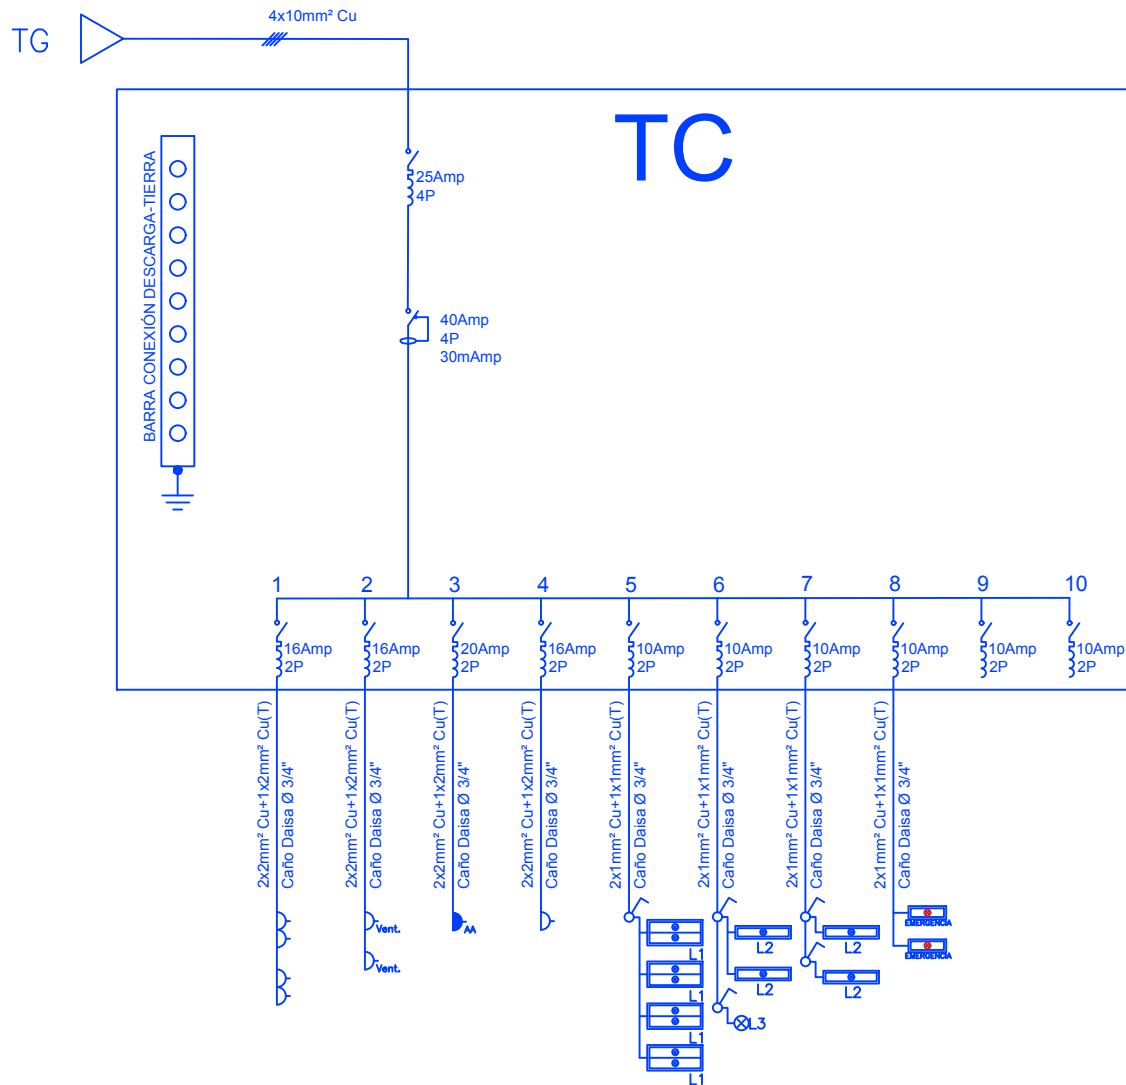 4x10mm² Cu
TG
TC
25Amp
4P
BARRA CONEXIÓN DESCARGA-TIERRA
40Amp
4P
30mAmp
1
2
3
4
5
6
7
8
9
10
16Amp
2P
16Amp
2P
20Amp
2P
16Amp
2P
10Amp
2P
10Amp
2P
10Amp
2P
10Amp
2P
10Amp
2P
10Amp
2P
2x2mm² Cu+1x2mm² Cu(T)
Caño Daisa Ø 3/4"
2x2mm² Cu+1x2mm² Cu(T)
Caño Daisa Ø 3/4"
2x2mm² Cu+1x2mm² Cu(T)
Caño Daisa Ø 3/4"
2x2mm² Cu+1x2mm² Cu(T)
Caño Daisa Ø 3/4"
2x1mm² Cu+1x1mm² Cu(T)
Caño Daisa Ø 3/4"
2x1mm² Cu+1x1mm² Cu(T)
Caño Daisa Ø 3/4"
2x1mm² Cu+1x1mm² Cu(T)
Caño Daisa Ø 3/4"
2x1mm² Cu+1x1mm² Cu(T)
Caño Daisa Ø 3/4"
Vent.
Vent.
AA
L1
L1
L1
L1
L2
L2
L3
L2
L2
EMERGENCIA
EMERGENCIA